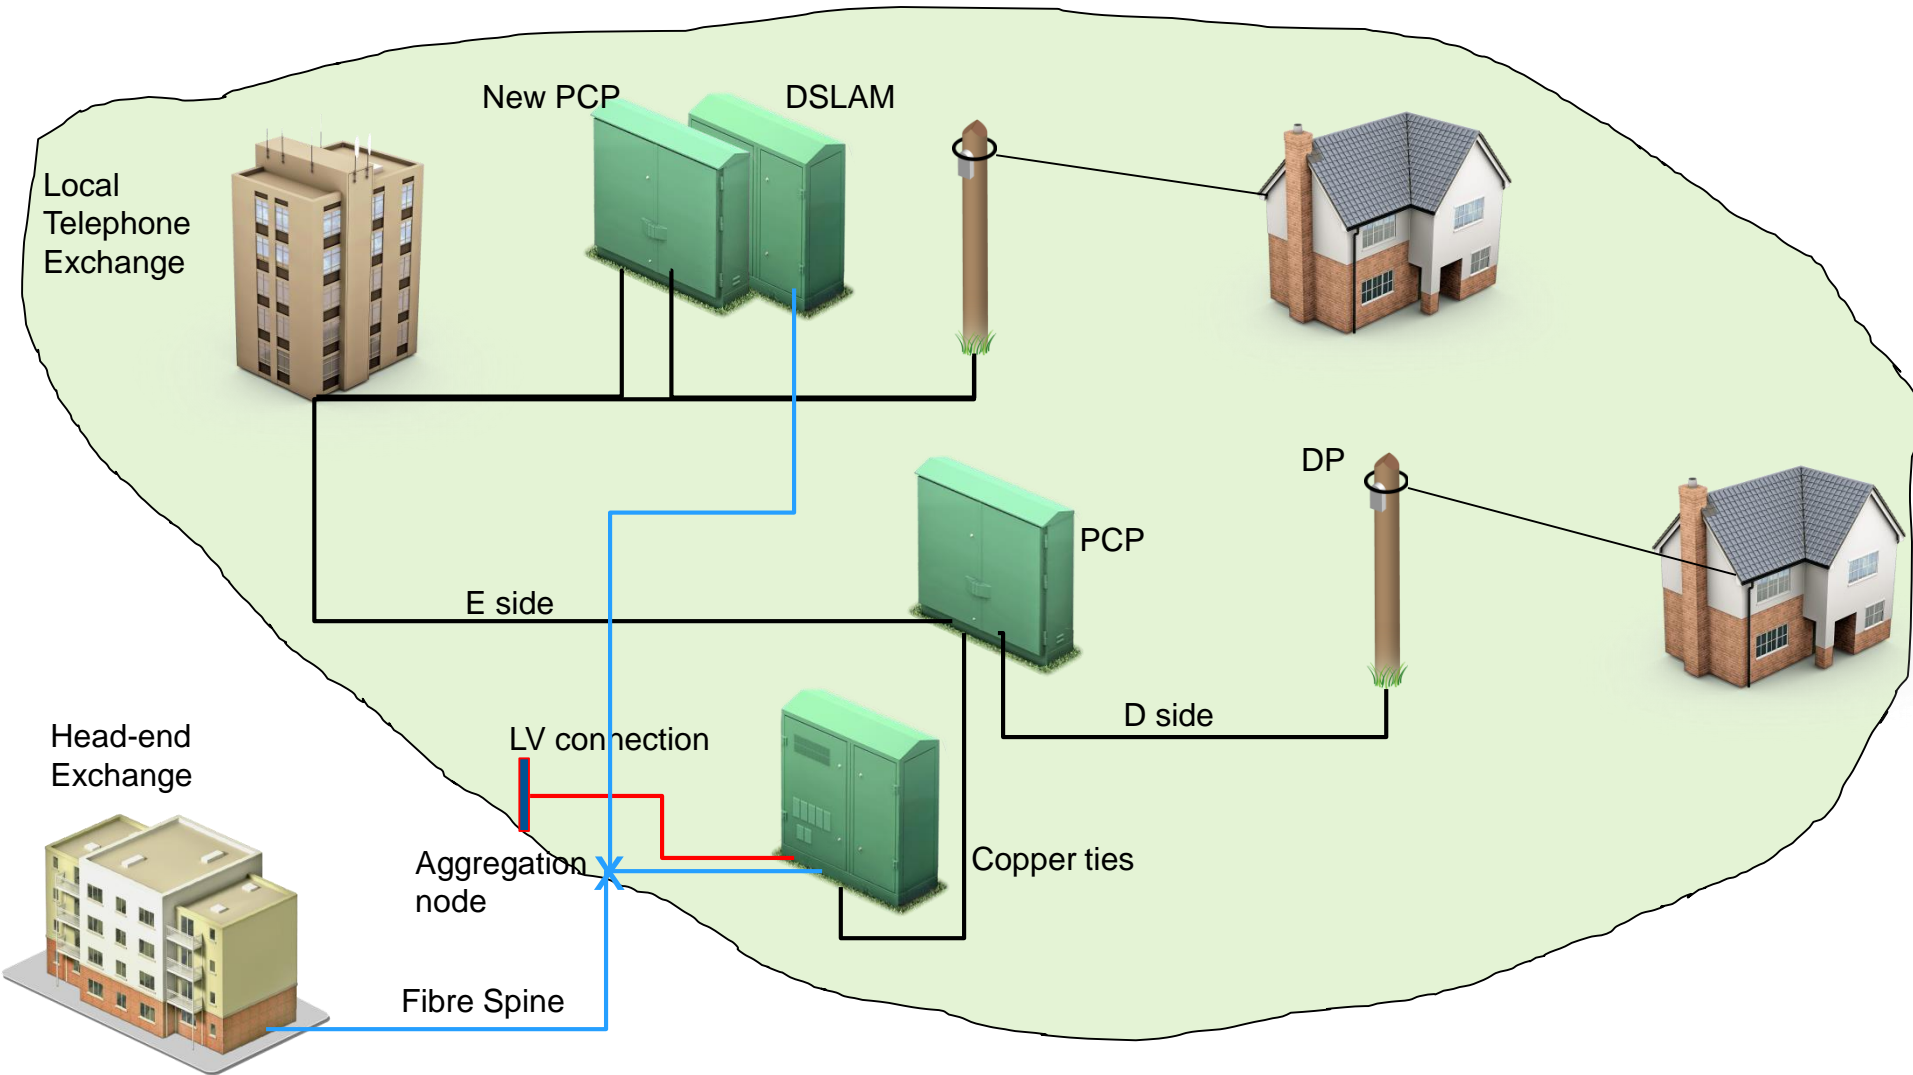 New PCP
DSLAM
Local
Telephone
Exchange
DP
PCP
E side
D side
Head-end
Exchange
LV connection
Aggregation
node
Copper ties
Fibre Spine